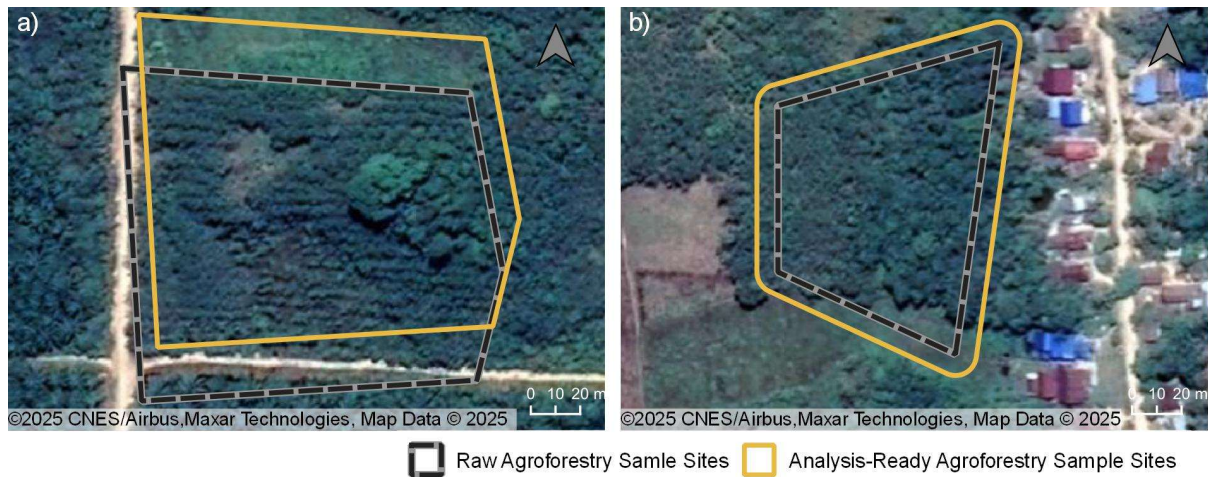 a)
b)
0 10 20 m
©2025 CNES/Airbus,Maxar Technologies, Map Data © 2025
0 10 20 m
©2025 CNES/Airbus,Maxar Technologies, Map Data © 2025
Raw Agroforestry Samle Sites
Analysis-Ready Agroforestry Sample Sites